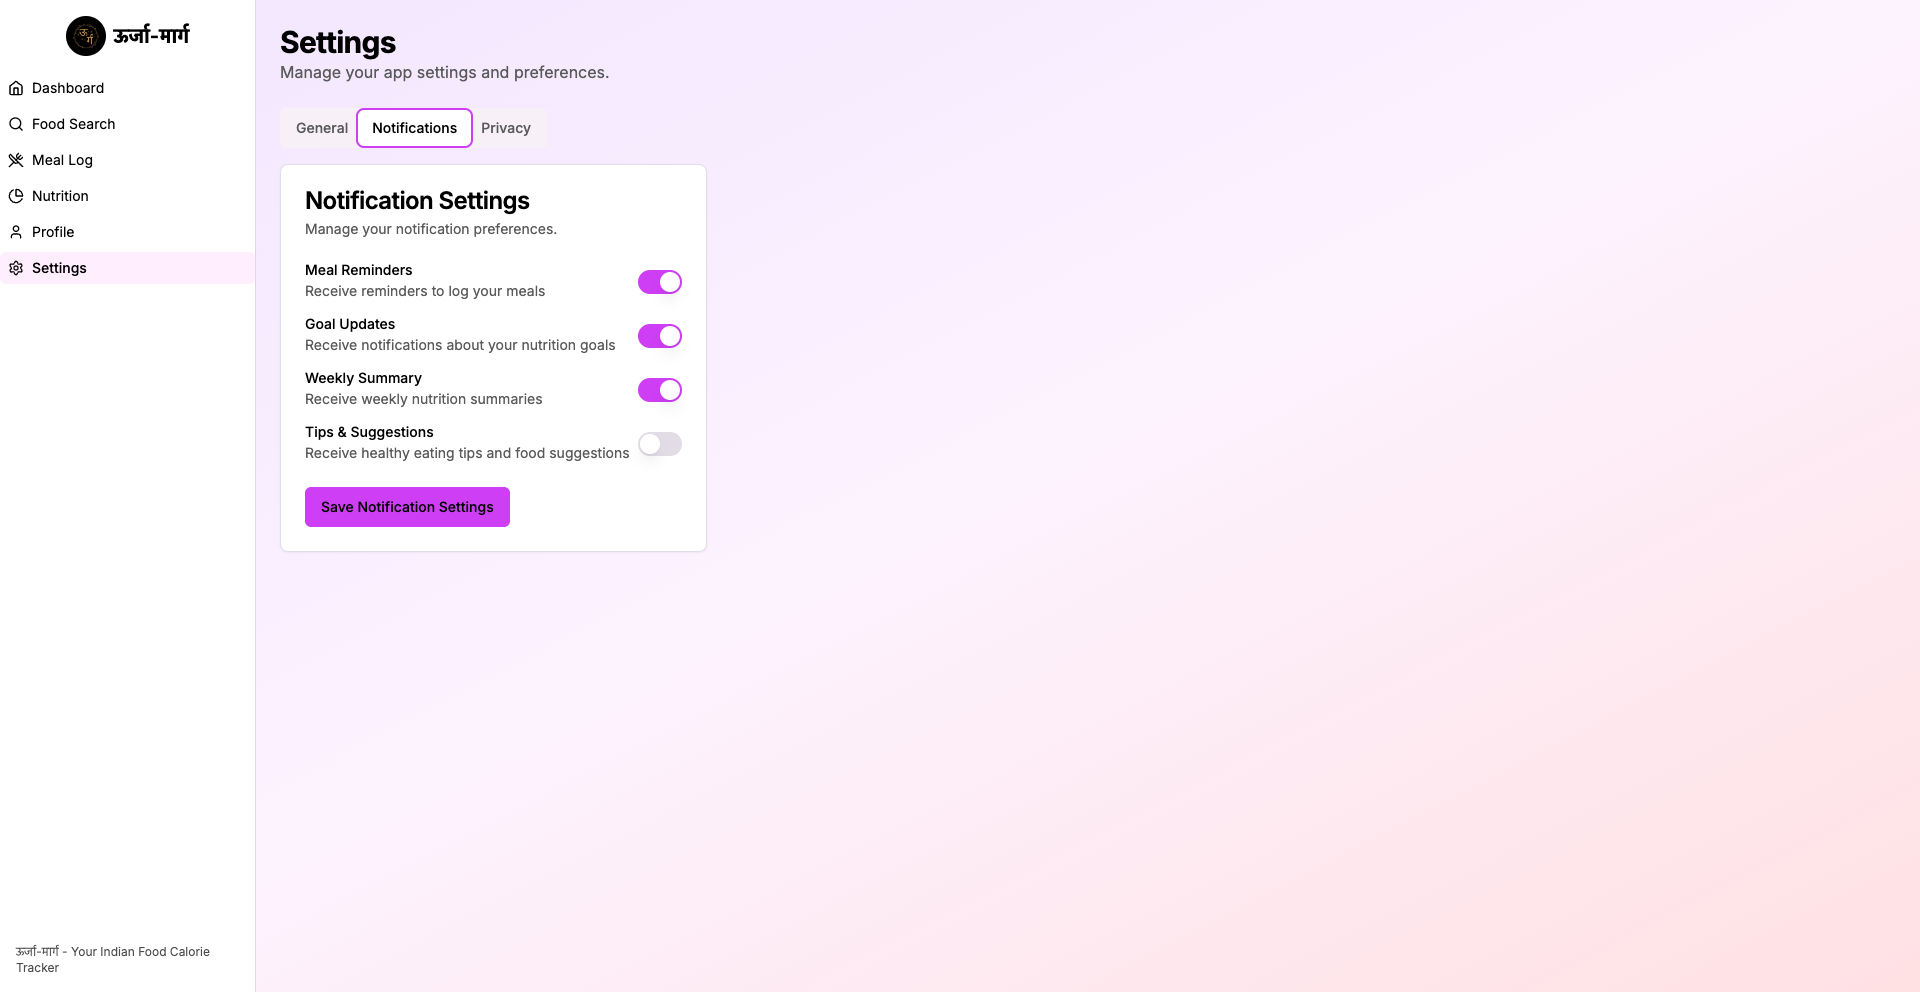 ऊर्जा-मार्ग
Dashboard
Food Search
Meal Log
Nutrition
Profile
Settings
ऊर्जा-मार्ग - Your Indian Food Calorie
Tracker
Settings
Manage your app settings and preferences.
General Notifications Privacy
Notification Settings
Manage your notification preferences.
Meal Reminders
Receive reminders to log your meals
Goal Updates
Receive notifications about your nutrition goals
Weekly Summary
Receive weekly nutrition summaries
Tips & Suggestions
Receive healthy eating tips and food suggestions
Save Notification Settings